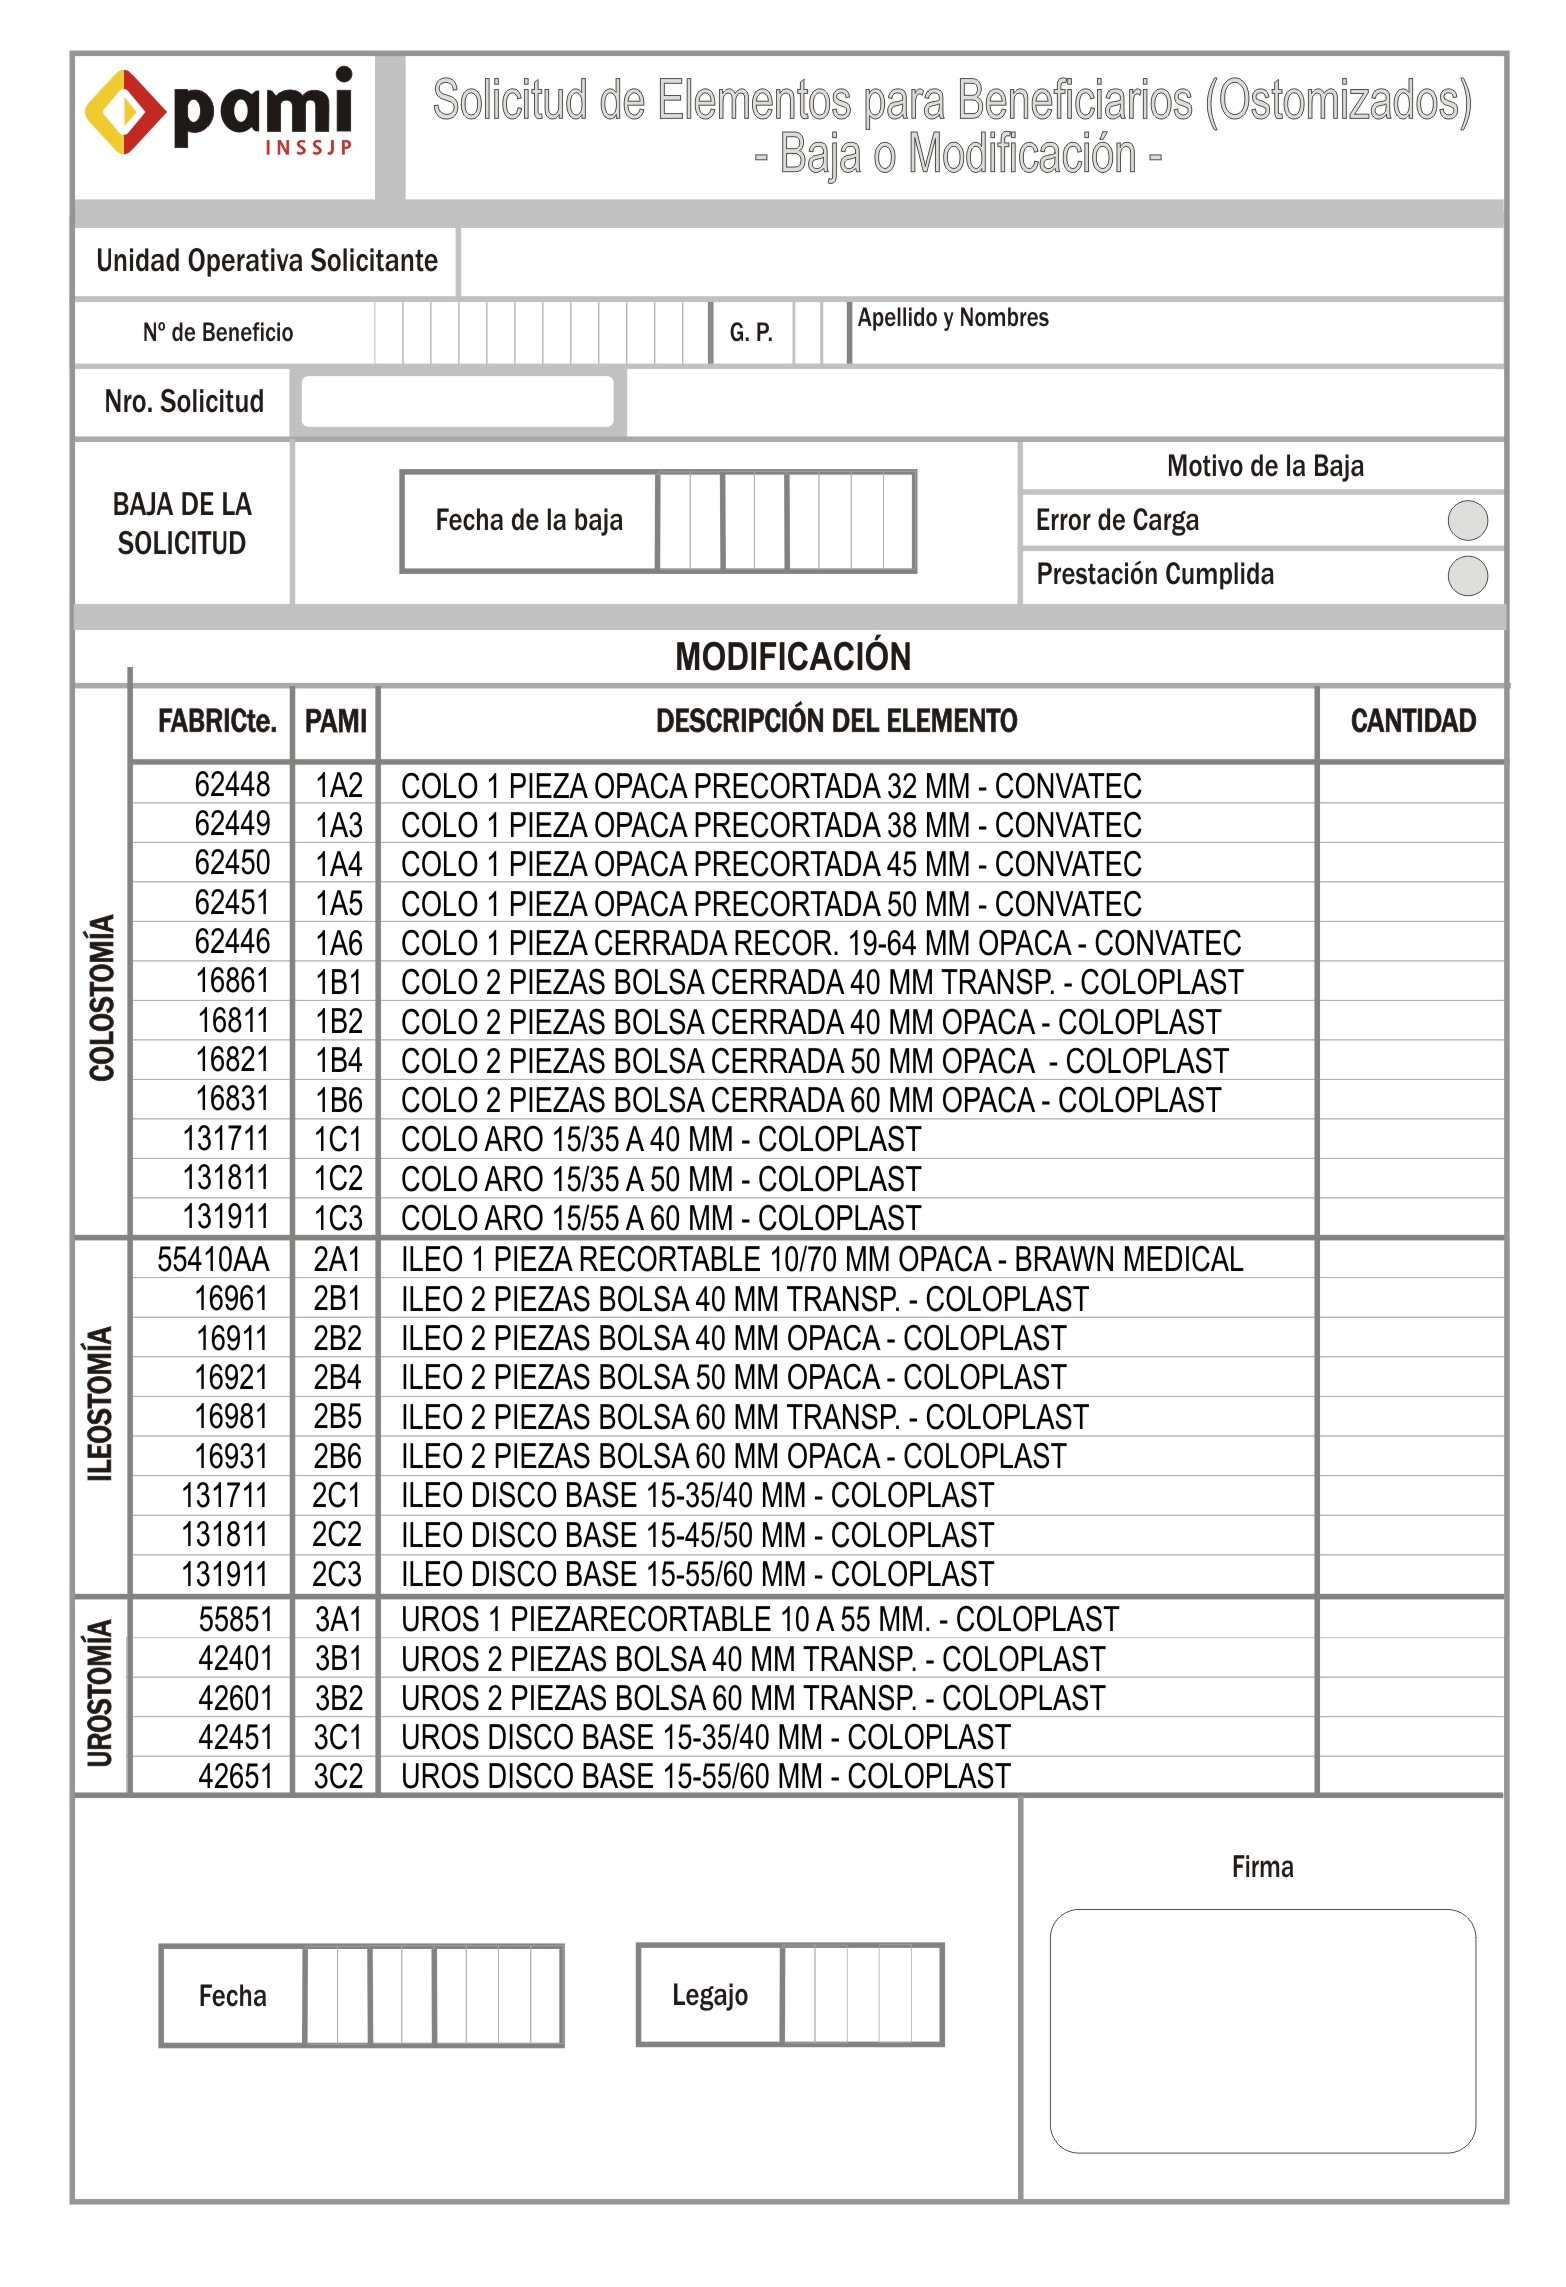 pami
INSSJP
Solicitud de Elementos para Beneficiarios (Ostomizados)
- Baja o Modificación -
Unidad Operativa Solicitante
Nº de Beneficio
G. P.
Apellido y Nombres
Nro. Solicitud
BAJA DE LA
SOLICITUD
Fecha de la baja
Motivo de la Baja
Error de Carga
Prestación Cumplida
MODIFICACIÓN
FABRICte. PAMI DESCRIPCIÓN DEL ELEMENTO CANTIDAD
COLOSTOMÍA
62448 1A2 COLO 1 PIEZA OPACA PRECORTADA 32 MM - CONVATEC
62449 1A3 COLO 1 PIEZA OPACA PRECORTADA 38 MM - CONVATEC
62450 1A4 COLO 1 PIEZA OPACA PRECORTADA 45 MM - CONVATEC
62451 1A5 COLO 1 PIEZA OPACA PRECORTADA 50 MM - CONVATEC
62446 1A6 COLO 1 PIEZA CERRADA RECOR. 19-64 MM OPACA - CONVATEC
16861 1B1 COLO 2 PIEZAS BOLSA CERRADA 40 MM TRANSP. - COLOPLAST
16811 1B2 COLO 2 PIEZAS BOLSA CERRADA 40 MM OPACA - COLOPLAST
16821 1B4 COLO 2 PIEZAS BOLSA CERRADA 50 MM OPACA - COLOPLAST
16831 1B6 COLO 2 PIEZAS BOLSA CERRADA 60 MM OPACA - COLOPLAST
131711 1C1 COLO ARO 15/35 A 40 MM - COLOPLAST
131811 1C2 COLO ARO 15/35 A 50 MM - COLOPLAST
131911 1C3 COLO ARO 15/55 A 60 MM - COLOPLAST
ILEOSTOMÍA
55410AA 2A1 ILEO 1 PIEZA RECORTABLE 10/70 MM OPACA - BRAWN MEDICAL
16961 2B1 ILEO 2 PIEZAS BOLSA 40 MM TRANSP. - COLOPLAST
16911 2B2 ILEO 2 PIEZAS BOLSA 40 MM OPACA - COLOPLAST
16921 2B4 ILEO 2 PIEZAS BOLSA 50 MM OPACA - COLOPLAST
16981 2B5 ILEO 2 PIEZAS BOLSA 60 MM TRANSP. - COLOPLAST
16931 2B6 ILEO 2 PIEZAS BOLSA 60 MM OPACA - COLOPLAST
131711 2C1 ILEO DISCO BASE 15-35/40 MM - COLOPLAST
131811 2C2 ILEO DISCO BASE 15-45/50 MM - COLOPLAST
131911 2C3 ILEO DISCO BASE 15-55/60 MM - COLOPLAST
UROSTOMÍA
55851 3A1 UROS 1 PIEZARECORTABLE 10 A 55 MM. - COLOPLAST
42401 3B1 UROS 2 PIEZAS BOLSA 40 MM TRANSP. - COLOPLAST
42601 3B2 UROS 2 PIEZAS BOLSA 60 MM TRANSP. - COLOPLAST
42451 3C1 UROS DISCO BASE 15-35/40 MM - COLOPLAST
42651 3C2 UROS DISCO BASE 15-55/60 MM - COLOPLAST
Fecha
Legajo
Firma